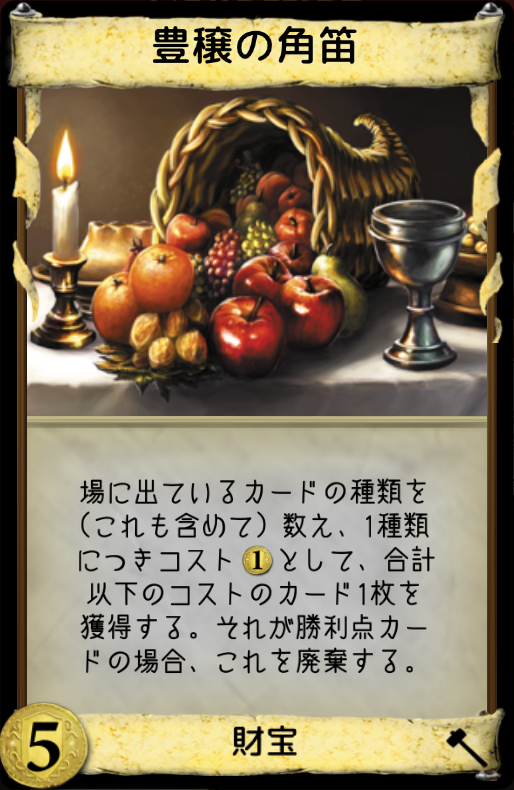 豊穣の角笛
場に出ているカードの種類を
(これも含めて) 数え、1種類
につきコスト1として、合計
以下のコストのカード1枚を
獲得する。それが勝利点カー
ドの場合、これを廃棄する。
5 財宝